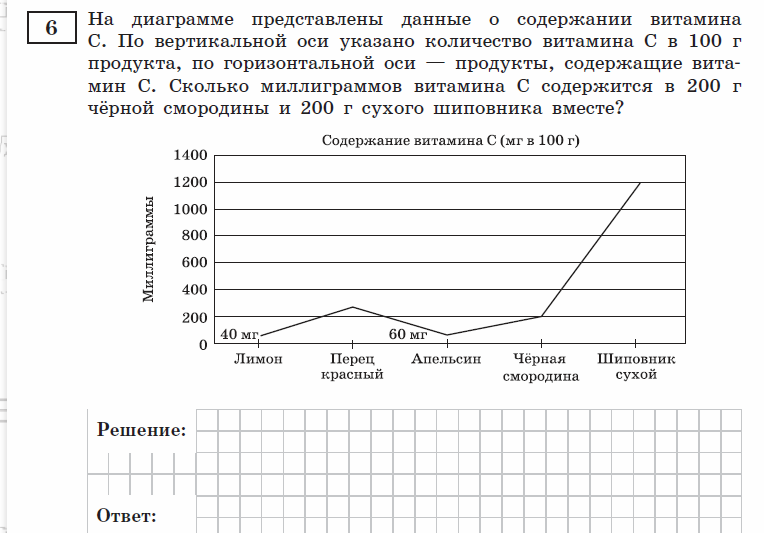 6
На диаграмме представлены данные о содержании витамина
С. По вертикальной оси указано количество витамина С в 100 г
продукта, по горизонтальной оси — продукты, содержащие вита-
мин С. Сколько миллиграммов витамина С содержится в 200 г
чёрной смородины и 200 г сухого шиповника вместе?
Содержание витамина С (мг в 100 г)
Миллиграммы
1400
1200
1000
800
600
400
200
0
40 мг
60 мг
Лимон
Перец
красный
Апельсин
Чёрная
смородина
Шиповник
сухой
Решение:
Ответ: